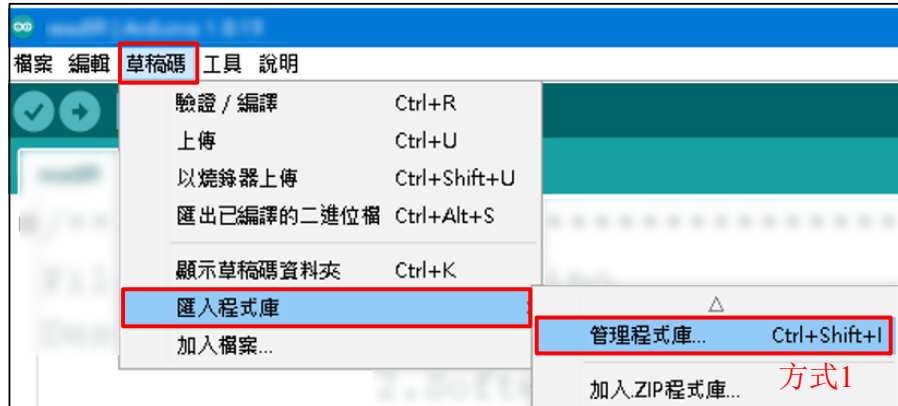 檔案 編輯 草稿碼 工具 說明
驗證 / 編譯 Ctrl+R
上傳 Ctrl+U
以燒錄器上傳 Ctrl+Shift+U
匯出已編譯的二進位檔 Ctrl+Alt+S
顯示草稿碼資料夾 Ctrl+K
匯入程式庫
加入檔案...
管理程式庫... Ctrl+Shift+I
加入.ZIP程式庫...
方式1